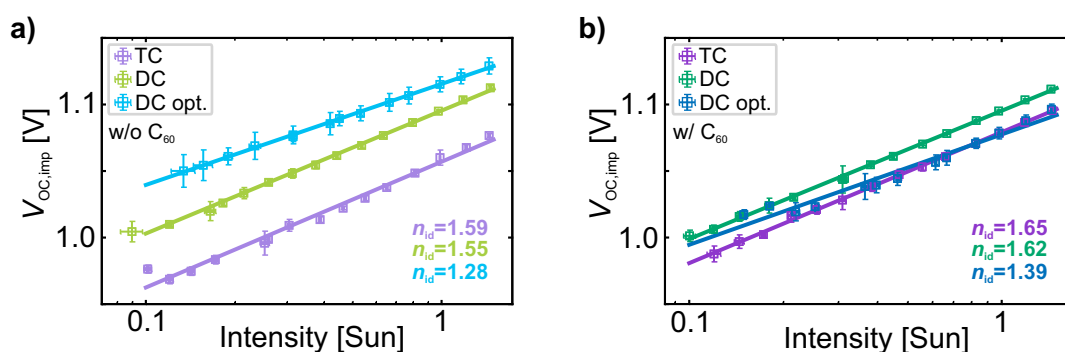 a)
TC
DC
DC opt.
w/o C60
1.1
1.0
VOC,imp [V]
nid=1.59
nid=1.55
nid=1.28
0.1
1
Intensity [Sun]
b)
TC
DC
DC opt.
w/ C60
1.1
1.0
VOC,imp [V]
nid=1.65
nid=1.62
nid=1.39
0.1
1
Intensity [Sun]